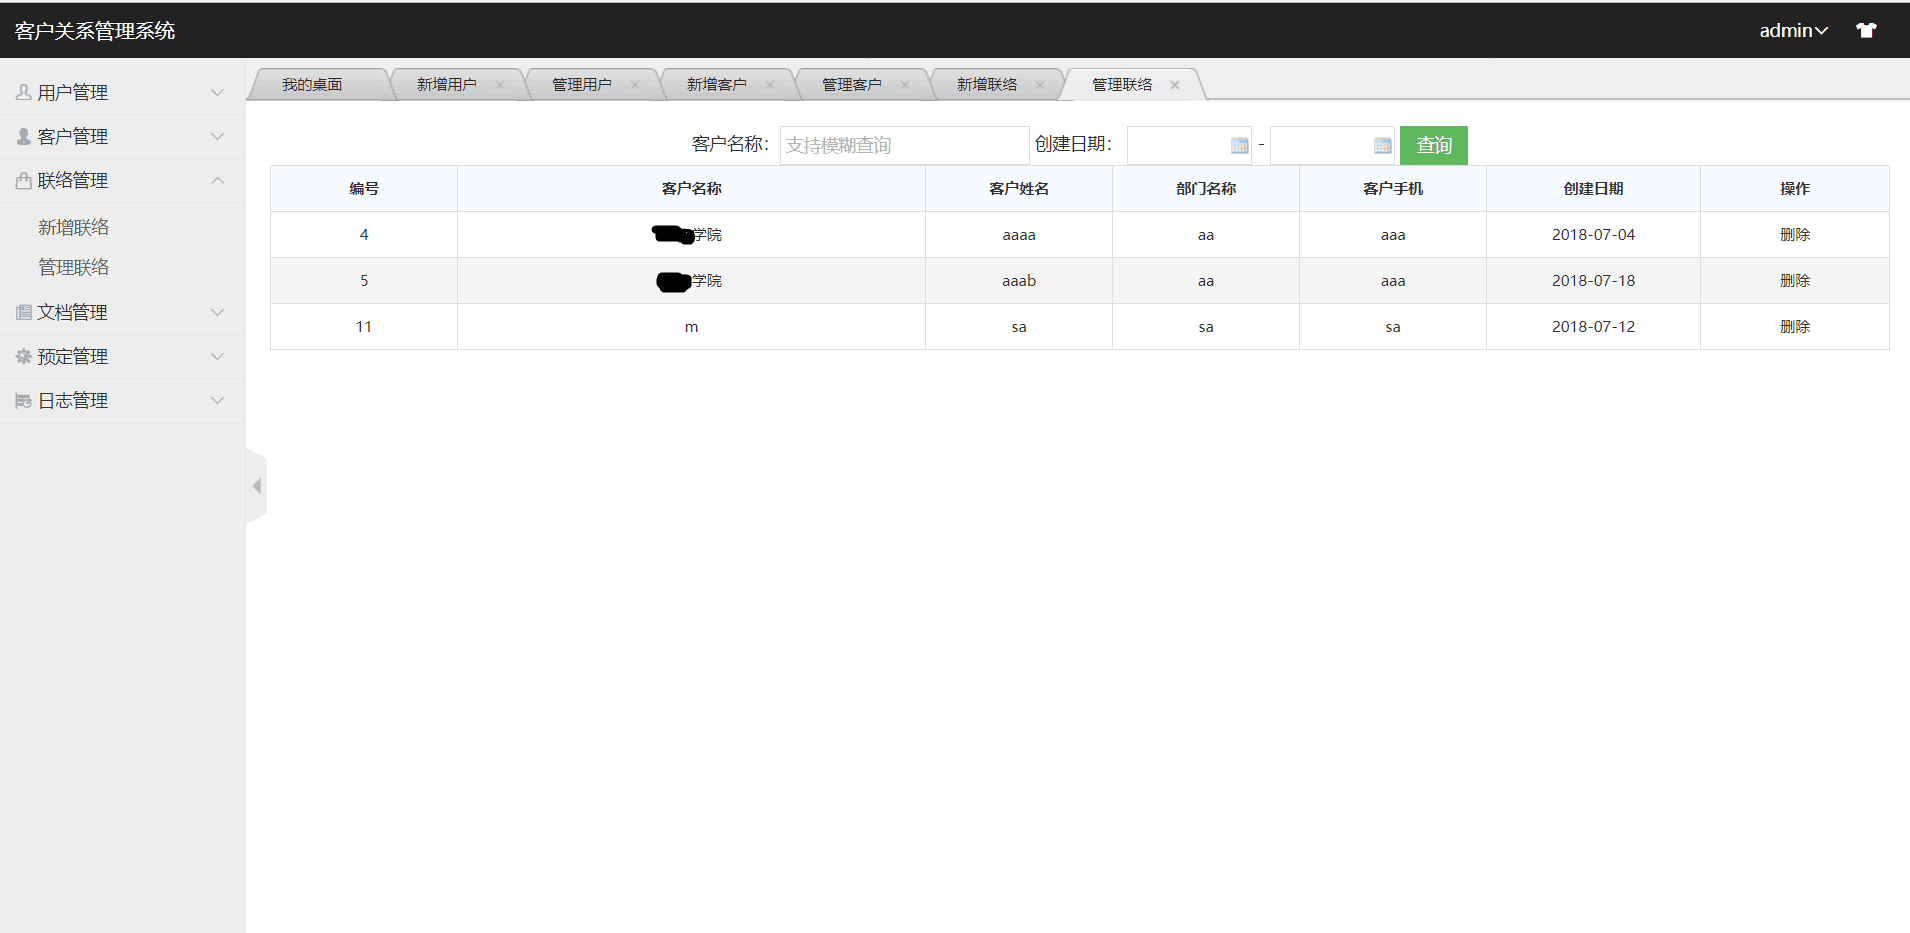 客户关系管理系统 admin
用户管理
客户管理
联络管理
新增联络
管理联络
文档管理
预定管理
日志管理
我的桌面 新增用户 管理用户 新增客户 管理客户 新增联络 管理联络
客户名称： 支持模糊查询 创建日期： - 查询
编号 客户名称 客户姓名 部门名称 客户手机 创建日期 操作
4 学院 aaaa aa aaa 2018-07-04 删除
5 学院 aaab aa aaa 2018-07-18 删除
11 m sa sa sa 2018-07-12 删除